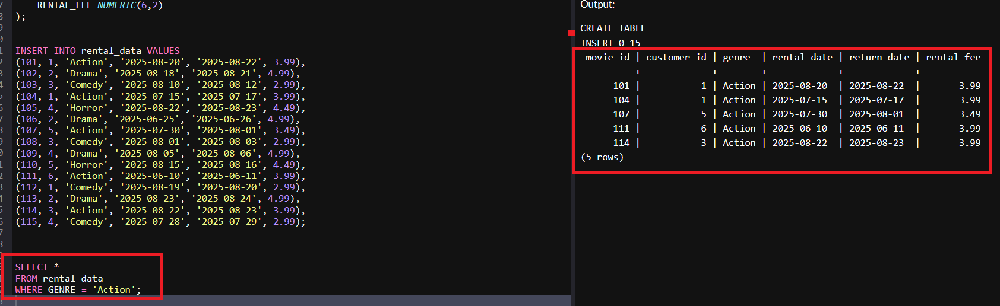 RENTAL_FEE NUMERIC(6,2)
);
INSERT INTO rental_data VALUES
(101, 1, 'Action', '2025-08-20', '2025-08-22', 3.99),
(102, 2, 'Drama', '2025-08-18', '2025-08-21', 4.99),
(103, 3, 'Comedy', '2025-08-10', '2025-08-12', 2.99),
(104, 1, 'Action', '2025-07-15', '2025-07-17', 3.99),
(105, 4, 'Horror', '2025-08-22', '2025-08-23', 4.49),
(106, 2, 'Drama', '2025-06-25', '2025-06-26', 4.99),
(107, 5, 'Action', '2025-07-30', '2025-08-01', 3.49),
(108, 3, 'Comedy', '2025-08-01', '2025-08-03', 2.99),
(109, 4, 'Drama', '2025-08-05', '2025-08-06', 4.99),
(110, 5, 'Horror', '2025-08-15', '2025-08-16', 4.49),
(111, 6, 'Action', '2025-06-10', '2025-06-11', 3.99),
(112, 1, 'Comedy', '2025-08-19', '2025-08-20', 2.99),
(113, 2, 'Drama', '2025-08-23', '2025-08-24', 4.99),
(114, 3, 'Action', '2025-08-22', '2025-08-23', 3.99),
(115, 4, 'Comedy', '2025-07-28', '2025-07-29', 2.99);
SELECT *
FROM rental_data
WHERE GENRE = 'Action';
Output:
CREATE TABLE
INSERT 0 15
movie_id | customer_id | genre | rental_date | return_date | rental_fee
----------+-------------+--------+-------------+-------------+------------
101 | 1 | Action | 2025-08-20 | 2025-08-22 | 3.99
104 | 1 | Action | 2025-07-15 | 2025-07-17 | 3.99
107 | 5 | Action | 2025-07-30 | 2025-08-01 | 3.49
111 | 6 | Action | 2025-06-10 | 2025-06-11 | 3.99
114 | 3 | Action | 2025-08-22 | 2025-08-23 | 3.99
(5 rows)